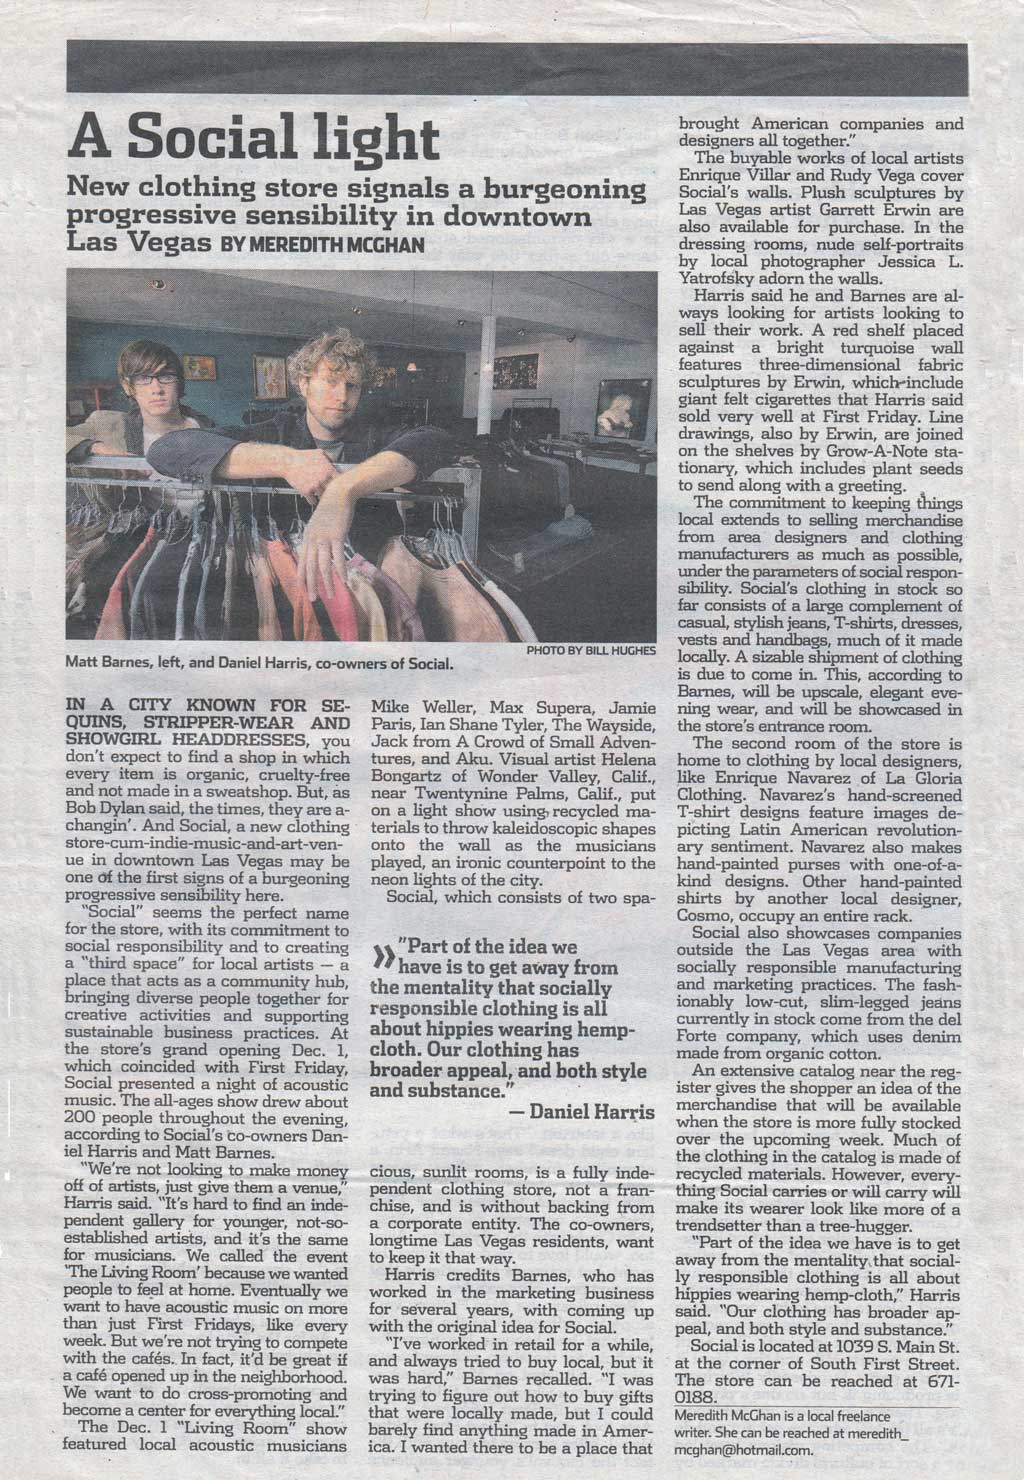 A Social light
New clothing store signals a burgeoning
progressive sensibility in downtown
Las Vegas BY MEREDITH MCGHAN
PHOTO BY BILL HUGHES
Matt Barnes, left, and Daniel Harris, co-owners of Social.
IN A CITY KNOWN FOR SE-
QUINS, STRIPPER-WEAR AND
SHOWGIRL HEADDRESSES, you
don't expect to find a shop in which
every item is organic, cruelty-free
and not made in a sweatshop. But, as
Bob Dylan said, the times, they are a-
changin'. And Social, a new clothing
store-cum-indie-music-and-art-ven-
ue in downtown Las Vegas may be
one of the first signs of a burgeoning
progressive sensibility here.
"Social" seems the perfect name
for the store, with its commitment to
social responsibility and to creating
a "third space" for local artists — a
place that acts as a community hub,
bringing diverse people together for
creative activities and supporting
sustainable business practices. At
the store's grand opening Dec. 1,
which coincided with First Friday,
Social presented a night of acoustic
music. The all-ages show drew about
200 people throughout the evening,
according to Social's co-owners Dan-
iel Harris and Matt Barnes.
"We're not looking to make money
off of artists, just give them a venue,"
Harris said. "It's hard to find an inde-
pendent gallery for younger, not-so-
established artists, and it's the same
for musicians. We called the event
'The Living Room' because we wanted
people to feel at home. Eventually we
want to have acoustic music on more
than just First Fridays, like every
week. But we're not trying to compete
with the cafés. In fact, it'd be great if
a café opened up in the neighborhood.
We want to do cross-promoting and
become a center for everything local."
The Dec. 1 "Living Room" show
featured local acoustic musicians
Mike Weller, Max Supera, Jamie
Paris, Ian Shane Tyler, The Wayside,
Jack from A Crowd of Small Adven-
tures, and Aku. Visual artist Helena
Bongartz of Wonder Valley, Calif.,
near Twentynine Palms, Calif., put
on a light show using recycled ma-
terials to throw kaleidoscopic shapes
onto the wall as the musicians
played, an ironic counterpoint to the
neon lights of the city.
Social, which consists of two spa-
» "Part of the idea we
have is to get away from
the mentality that socially
responsible clothing is all
about hippies wearing hemp-
cloth. Our clothing has
broader appeal, and both style
and substance."
— Daniel Harris
cious, sunlit rooms, is a fully inde-
pendent clothing store, not a fran-
chise, and is without backing from
a corporate entity. The co-owners,
longtime Las Vegas residents, want
to keep it that way.
Harris credits Barnes, who has
worked in the marketing business
for several years, with coming up
with the original idea for Social.
"I've worked in retail for a while,
and always tried to buy local, but it
was hard," Barnes recalled. "I was
trying to figure out how to buy gifts
that were locally made, but I could
barely find anything made in Amer-
ica. I wanted there to be a place that
brought American companies and
designers all together."
The buyable works of local artists
Enrique Villar and Rudy Vega cover
Social's walls. Plush sculptures by
Las Vegas artist Garrett Erwin are
also available for purchase. In the
dressing rooms, nude self-portraits
by local photographer Jessica L.
Yatrofsky adorn the walls.
Harris said he and Barnes are al-
ways looking for artists looking to
sell their work. A red shelf placed
against a bright turquoise wall
features three-dimensional fabric
sculptures by Erwin, which include
giant felt cigarettes that Harris said
sold very well at First Friday. Line
drawings, also by Erwin, are joined
on the shelves by Grow-A-Note sta-
tionary, which includes plant seeds
to send along with a greeting.
The commitment to keeping things
local extends to selling merchandise
from area designers and clothing
manufacturers as much as possible,
under the parameters of social respon-
sibility. Social's clothing in stock so
far consists of a large complement of
casual, stylish jeans, T-shirts, dresses,
vests and handbags, much of it made
locally. A sizable shipment of clothing
is due to come in. This, according to
Barnes, will be upscale, elegant eve-
ning wear, and will be showcased in
the store's entrance room.
The second room of the store is
home to clothing by local designers,
like Enrique Navarez of La Gloria
Clothing. Navarez's hand-screened
T-shirt designs feature images de-
picting Latin American revolution-
ary sentiment. Navarez also makes
hand-painted purses with one-of-a-
kind designs. Other hand-painted
shirts by another local designer,
Cosmo, occupy an entire rack.
Social also showcases companies
outside the Las Vegas area with
socially responsible manufacturing
and marketing practices. The fash-
ionably low-cut, slim-legged jeans
currently in stock come from the del
Forte company, which uses denim
made from organic cotton.
An extensive catalog near the reg-
ister gives the shopper an idea of the
merchandise that will be available
when the store is more fully stocked
over the upcoming week. Much of
the clothing in the catalog is made of
recycled materials. However, every-
thing Social carries or will carry will
make its wearer look like more of a
trendsetter than a tree-hugger.
"Part of the idea we have is to get
away from the mentality that social-
ly responsible clothing is all about
hippies wearing hemp-cloth," Harris
said. "Our clothing has broader ap-
peal, and both style and substance."
Social is located at 1039 S. Main St.
at the corner of South First Street.
The store can be reached at 671-
0188.
Meredith McGhan is a local freelance
writer. She can be reached at meredith_
mcghan@hotmail.com.